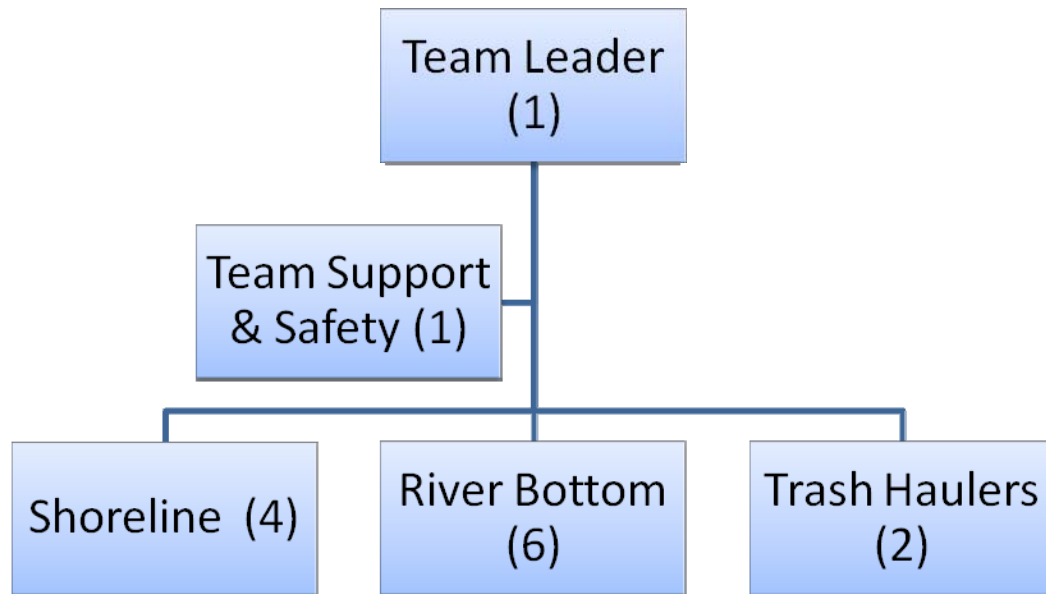 Team Leader
(1)
Team Support
& Safety (1)
Shoreline (4)
River Bottom
(6)
Trash Haulers
(2)